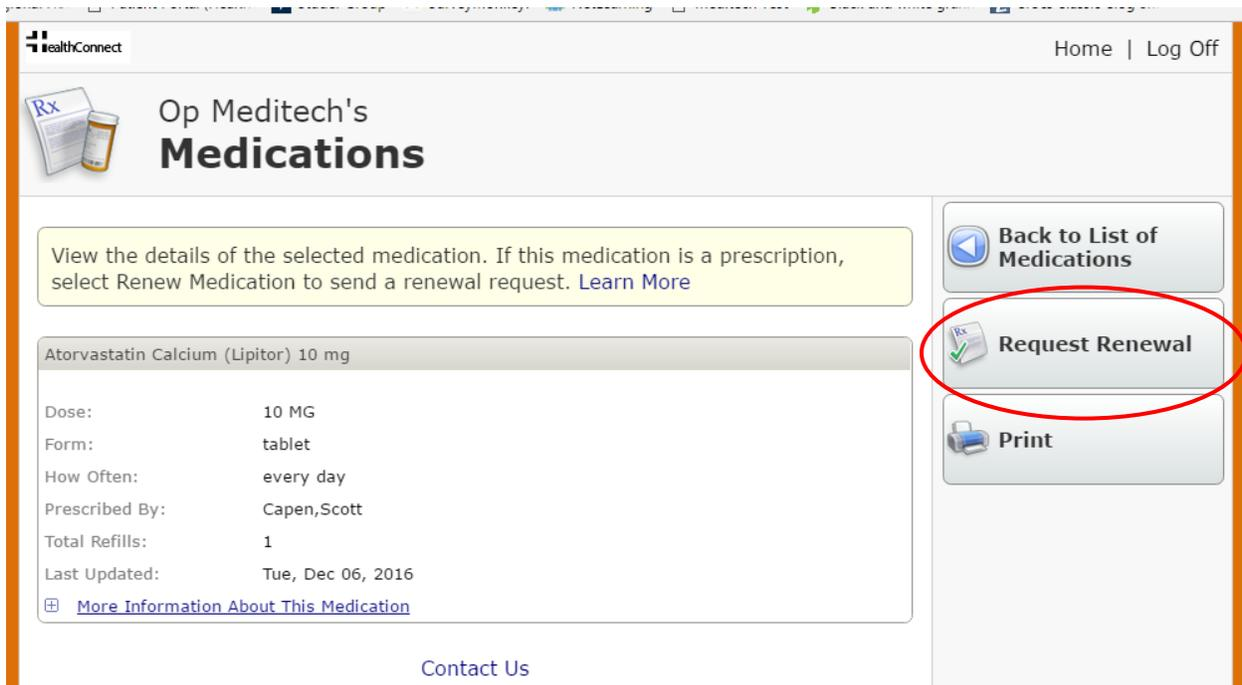 HealthConnect
Home | Log Off
Rx
Op Meditech's
Medications
View the details of the selected medication. If this medication is a prescription,
select Renew Medication to send a renewal request. Learn More
Back to List of
Medications
Rx
Request Renewal
Print
Atorvastatin Calcium (Lipitor) 10 mg
Dose: 10 MG
Form: tablet
How Often: every day
Prescribed By: Capen,Scott
Total Refills: 1
Last Updated: Tue, Dec 06, 2016
More Information About This Medication
Contact Us